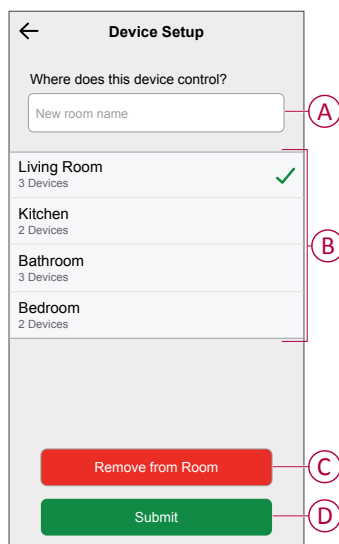 Device Setup
Where does this device control?
New room name
A
Living Room
3 Devices
B
Kitchen
2 Devices
Bathroom
3 Devices
Bedroom
2 Devices
Remove from Room
C
Submit
D